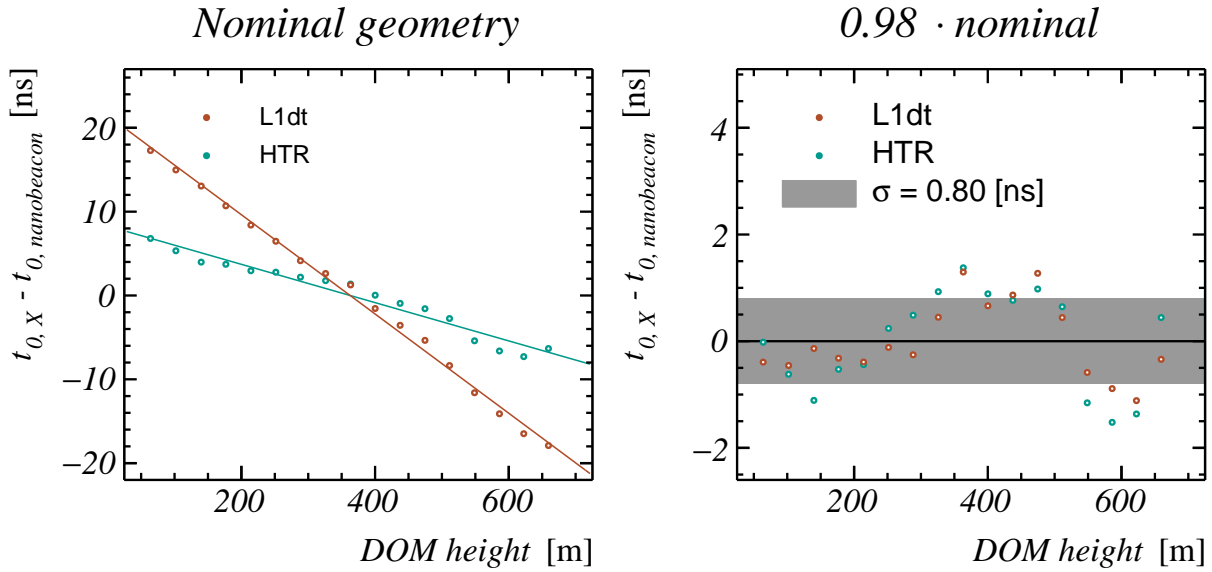 Nominal geometry
t0, X - t0, nanobeacon [ns]
20
10
0
−10
−20
L1dt
HTR
200
400
600
DOM height [m]
0.98 · nominal
t0, X - t0, nanobeacon [ns]
4
2
0
−2
L1dt
HTR
σ = 0.80 [ns]
200
400
600
DOM height [m]